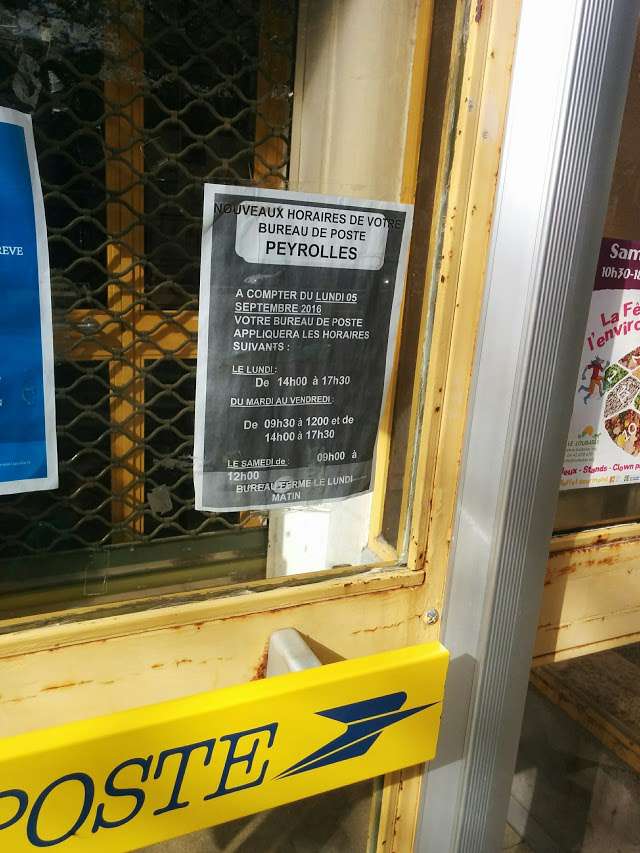 REVE
NOUVEAUX HORAIRES DE VOTRE
BUREAU DE POSTE
PEYROLLES
A COMPTER DU LUNDI 05
SEPTEMBRE 2016
VOTRE BUREAU DE POSTE
APPLIQUERA LES HORAIRES
SUIVANTS :
LE LUNDI :
De 14h00 à 17h30
DU MARDI AU VENDREDI :
De 09h30 à 1200 et de
14h00 à 17h30
LE SAMEDI de : 09h00 à
12h00
BUREAU FERME LE LUNDI
MATIN
POSTE
Sam
10h30-18
La Fê
l'enviro
Jeux - Stands - Clown p